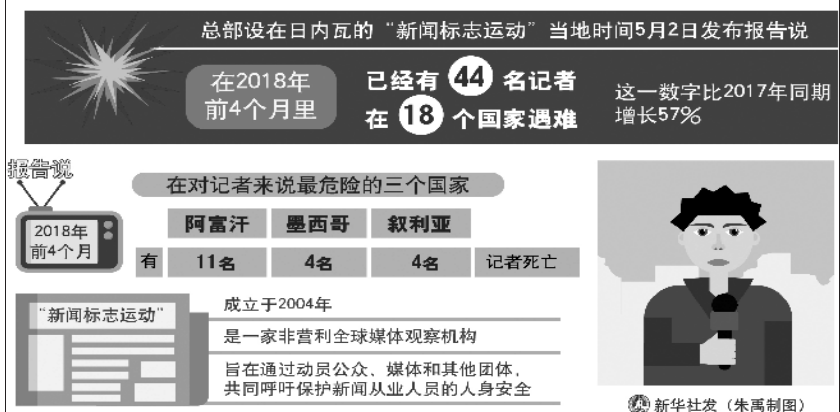 总部设在日内瓦的“新闻标志运动”当地时间5月2日发布报告说
在2018年
前4个月里
已经有 44 名记者
在 18 个国家遇难
这一数字比2017年同期
增长57%
报告说
2018年
前4个月
在对记者来说最危险的三个国家
阿富汗 墨西哥 叙利亚
有 11名 4名 4名 记者死亡
“新闻标志运动”
成立于2004年
是一家非营利全球媒体观察机构
旨在通过动员公众、媒体和其他团体，
共同呼吁保护新闻从业人员的人身安全
新华社发（朱禹制图）